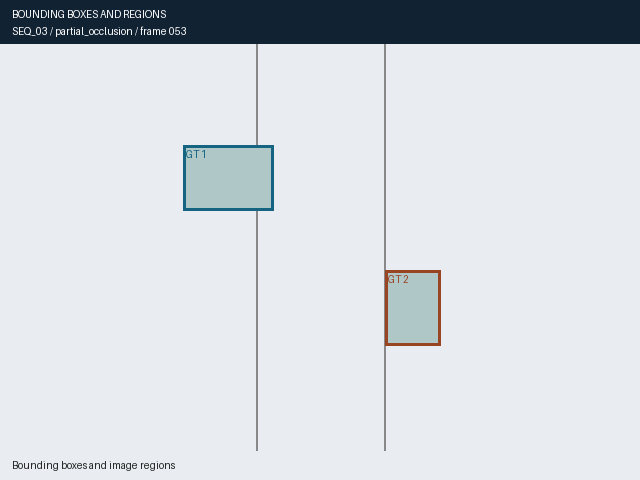 BOUNDING BOXES AND REGIONS
SEQ_03 / partial_occlusion / frame 053
GT1
GT2
Bounding boxes and image regions